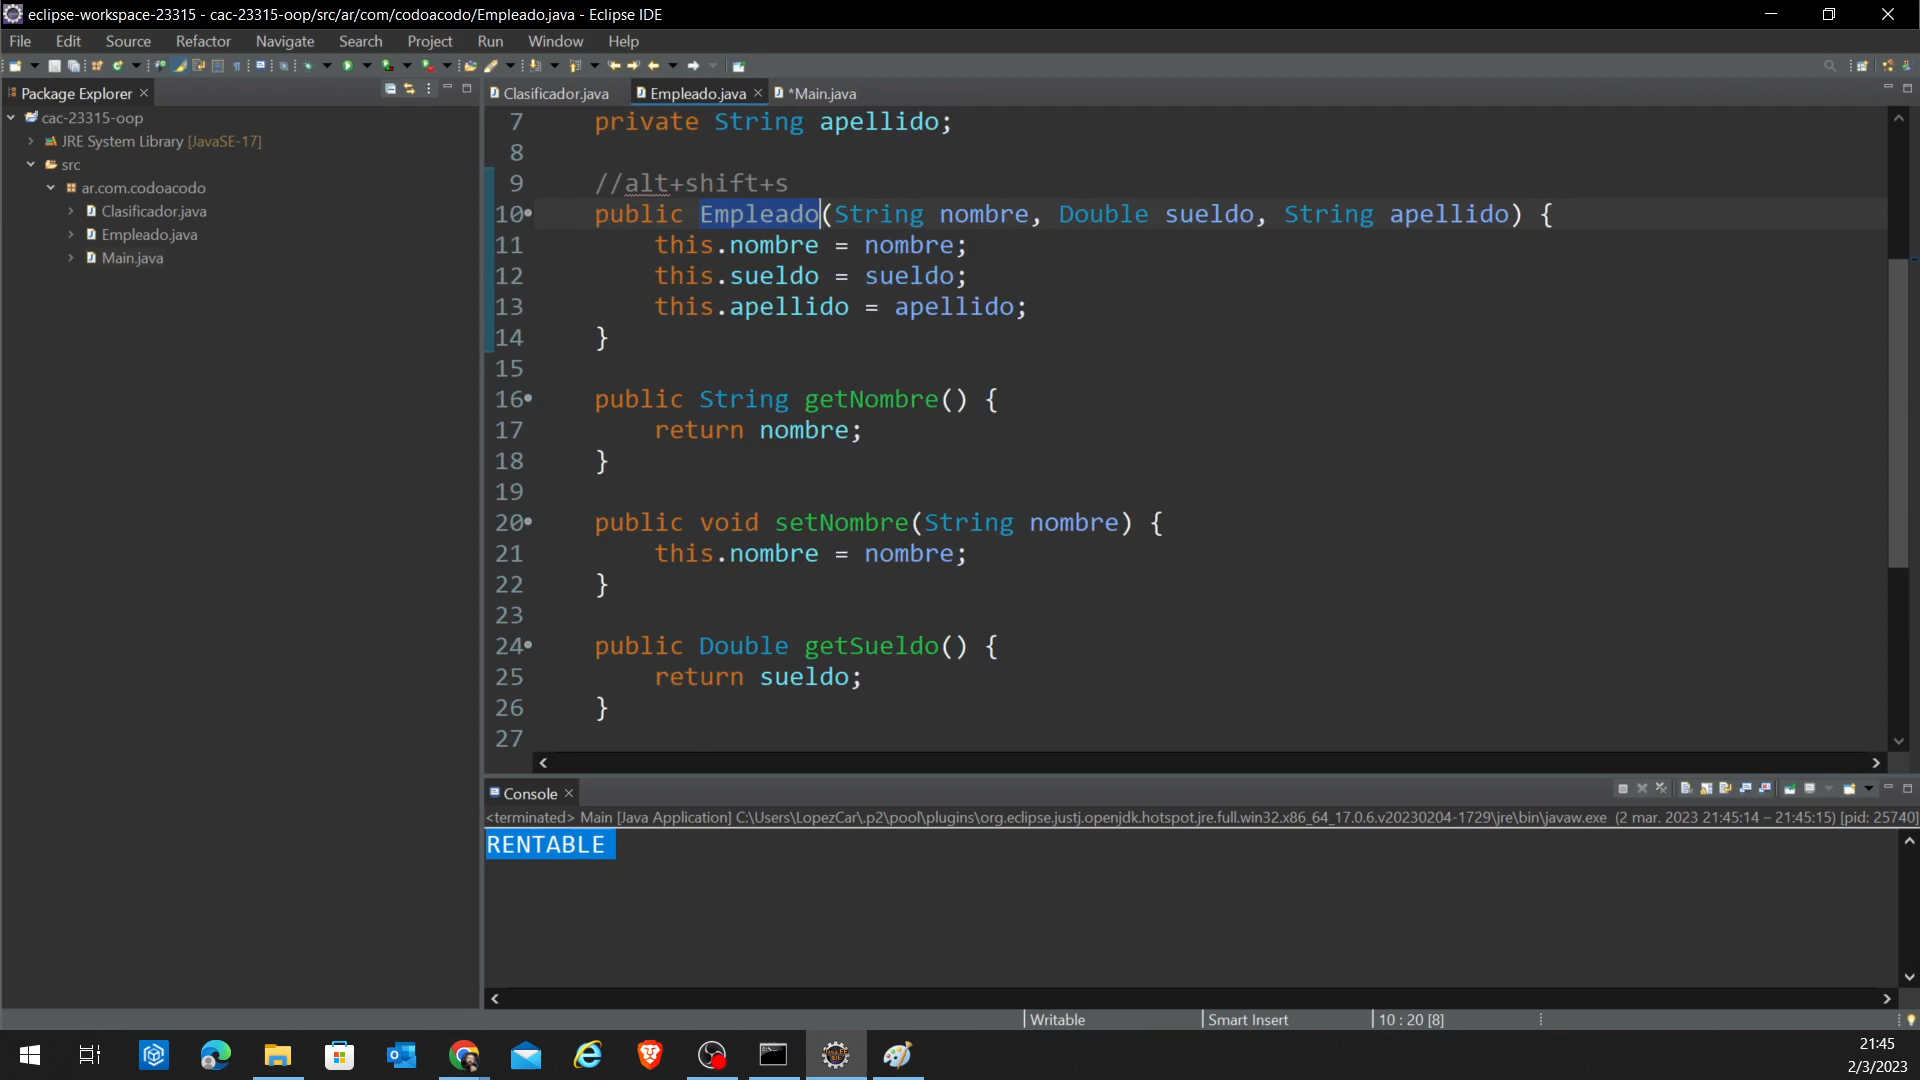 eclipse-workspace-23315 - cac-23315-oop/src/ar/com/codoacodo/Empleado.java - Eclipse IDE
File Edit Source Refactor Navigate Search Project Run Window Help
Package Explorer
cac-23315-oop
JRE System Library [JavaSE-17]
src
ar.com.codoacodo
Clasificador.java
Empleado.java
Main.java
Clasificador.java Empleado.java *Main.java
7 private String apellido;
8
9 //alt+shift+s
10 public Empleado(String nombre, Double sueldo, String apellido) {
11 this.nombre = nombre;
12 this.sueldo = sueldo;
13 this.apellido = apellido;
14 }
15
16 public String getNombre() {
17 return nombre;
18 }
19
20 public void setNombre(String nombre) {
21 this.nombre = nombre;
22 }
23
24 public Double getSueldo() {
25 return sueldo;
26 }
27
Console
<terminated> Main [Java Application] C:\Users\LopezCar\.p2\pool\plugins\org.eclipse.justj.openjdk.hotspot.jre.full.win32.x86_64_17.0.6.v20230204-1729\jre\bin\javaw.exe (2 mar. 2023 21:45:14 – 21:45:15) [pid: 25740]
RENTABLE
Writable Smart Insert 10 : 20 [8]
21:45
2/3/2023